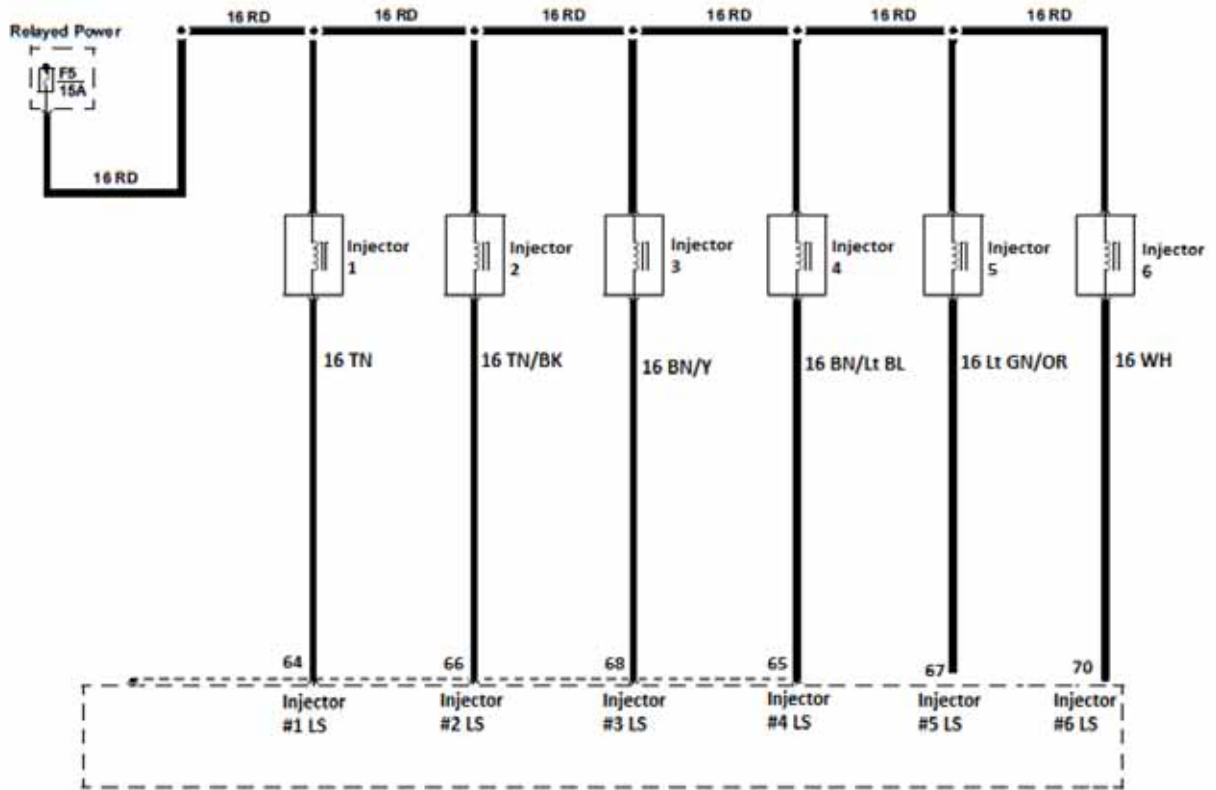 16 RD
16 RD
16 RD
16 RD
16 RD
16 RD
Relayed Power
F5
15A
16 RD
Injector
1
Injector
2
Injector
3
Injector
4
Injector
5
Injector
6
16 TN
16 TN/BK
16 BN/Y
16 BN/Lt BL
16 Lt GN/OR
16 WH
64
66
68
65
67
70
Injector
#1 LS
Injector
#2 LS
Injector
#3 LS
Injector
#4 LS
Injector
#5 LS
Injector
#6 LS